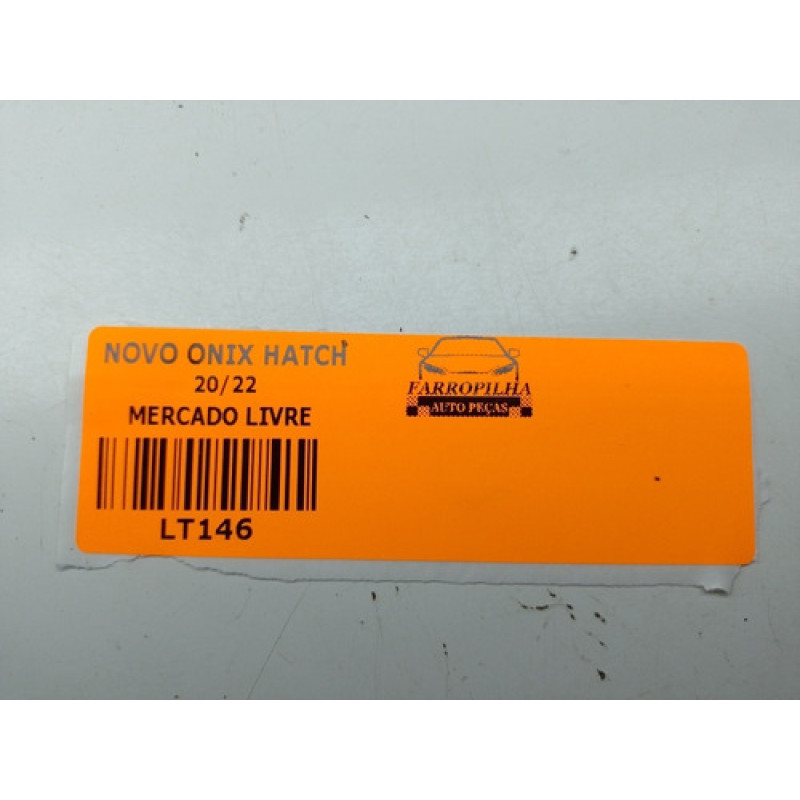 NOVO ONIX HATCH
20/22
MERCADO LIVRE
LT146
FARROPILHA
AUTO PEÇAS